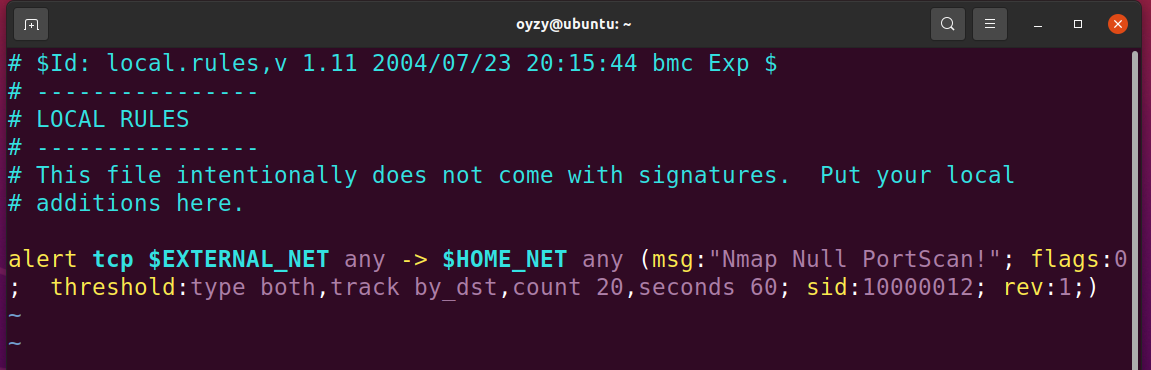 oyzy@ubuntu: ~
# $Id: local.rules,v 1.11 2004/07/23 20:15:44 bmc Exp $
# ----------------
# LOCAL RULES
# ----------------
# This file intentionally does not come with signatures.  Put your local
# additions here.
alert tcp $EXTERNAL_NET any -> $HOME_NET any (msg:"Nmap Null PortScan!"; flags:0
;  threshold:type both,track by_dst,count 20,seconds 60; sid:10000012; rev:1;)
~
~